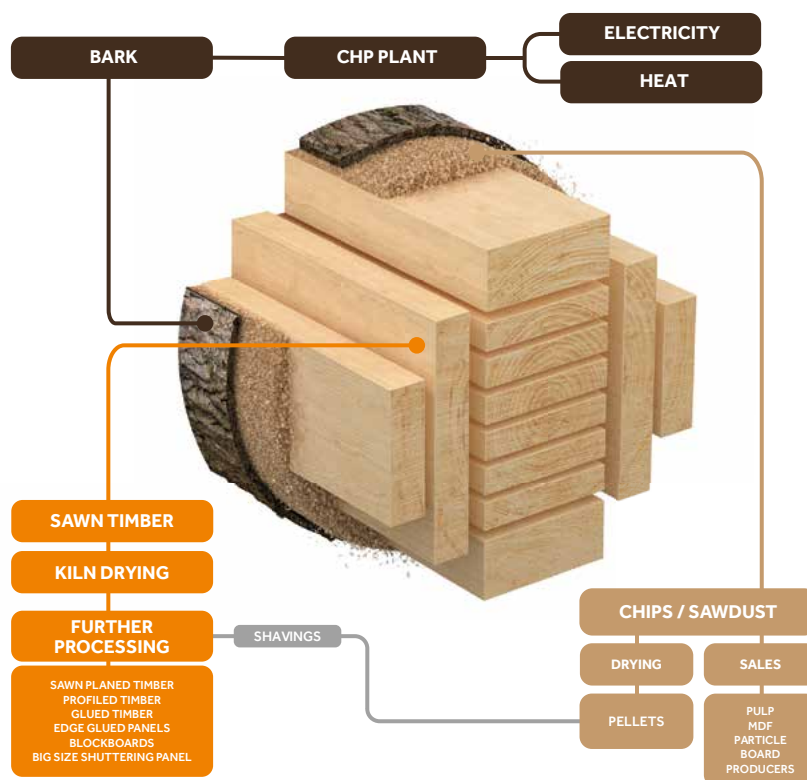 BARK
CHP PLANT
ELECTRICITY
HEAT
SAWN TIMBER
KILN DRYING
FURTHER
PROCESSING
SAWN PLANED TIMBER
PROFILED TIMBER
GLUED TIMBER
EDGE GLUED PANELS
BLOCKBOARDS
BIG SIZE SHUTTERING PANEL
SHAVINGS
CHIPS / SAWDUST
DRYING
PELLETS
SALES
PULP
MDF
PARTICLE
BOARD
PRODUCERS